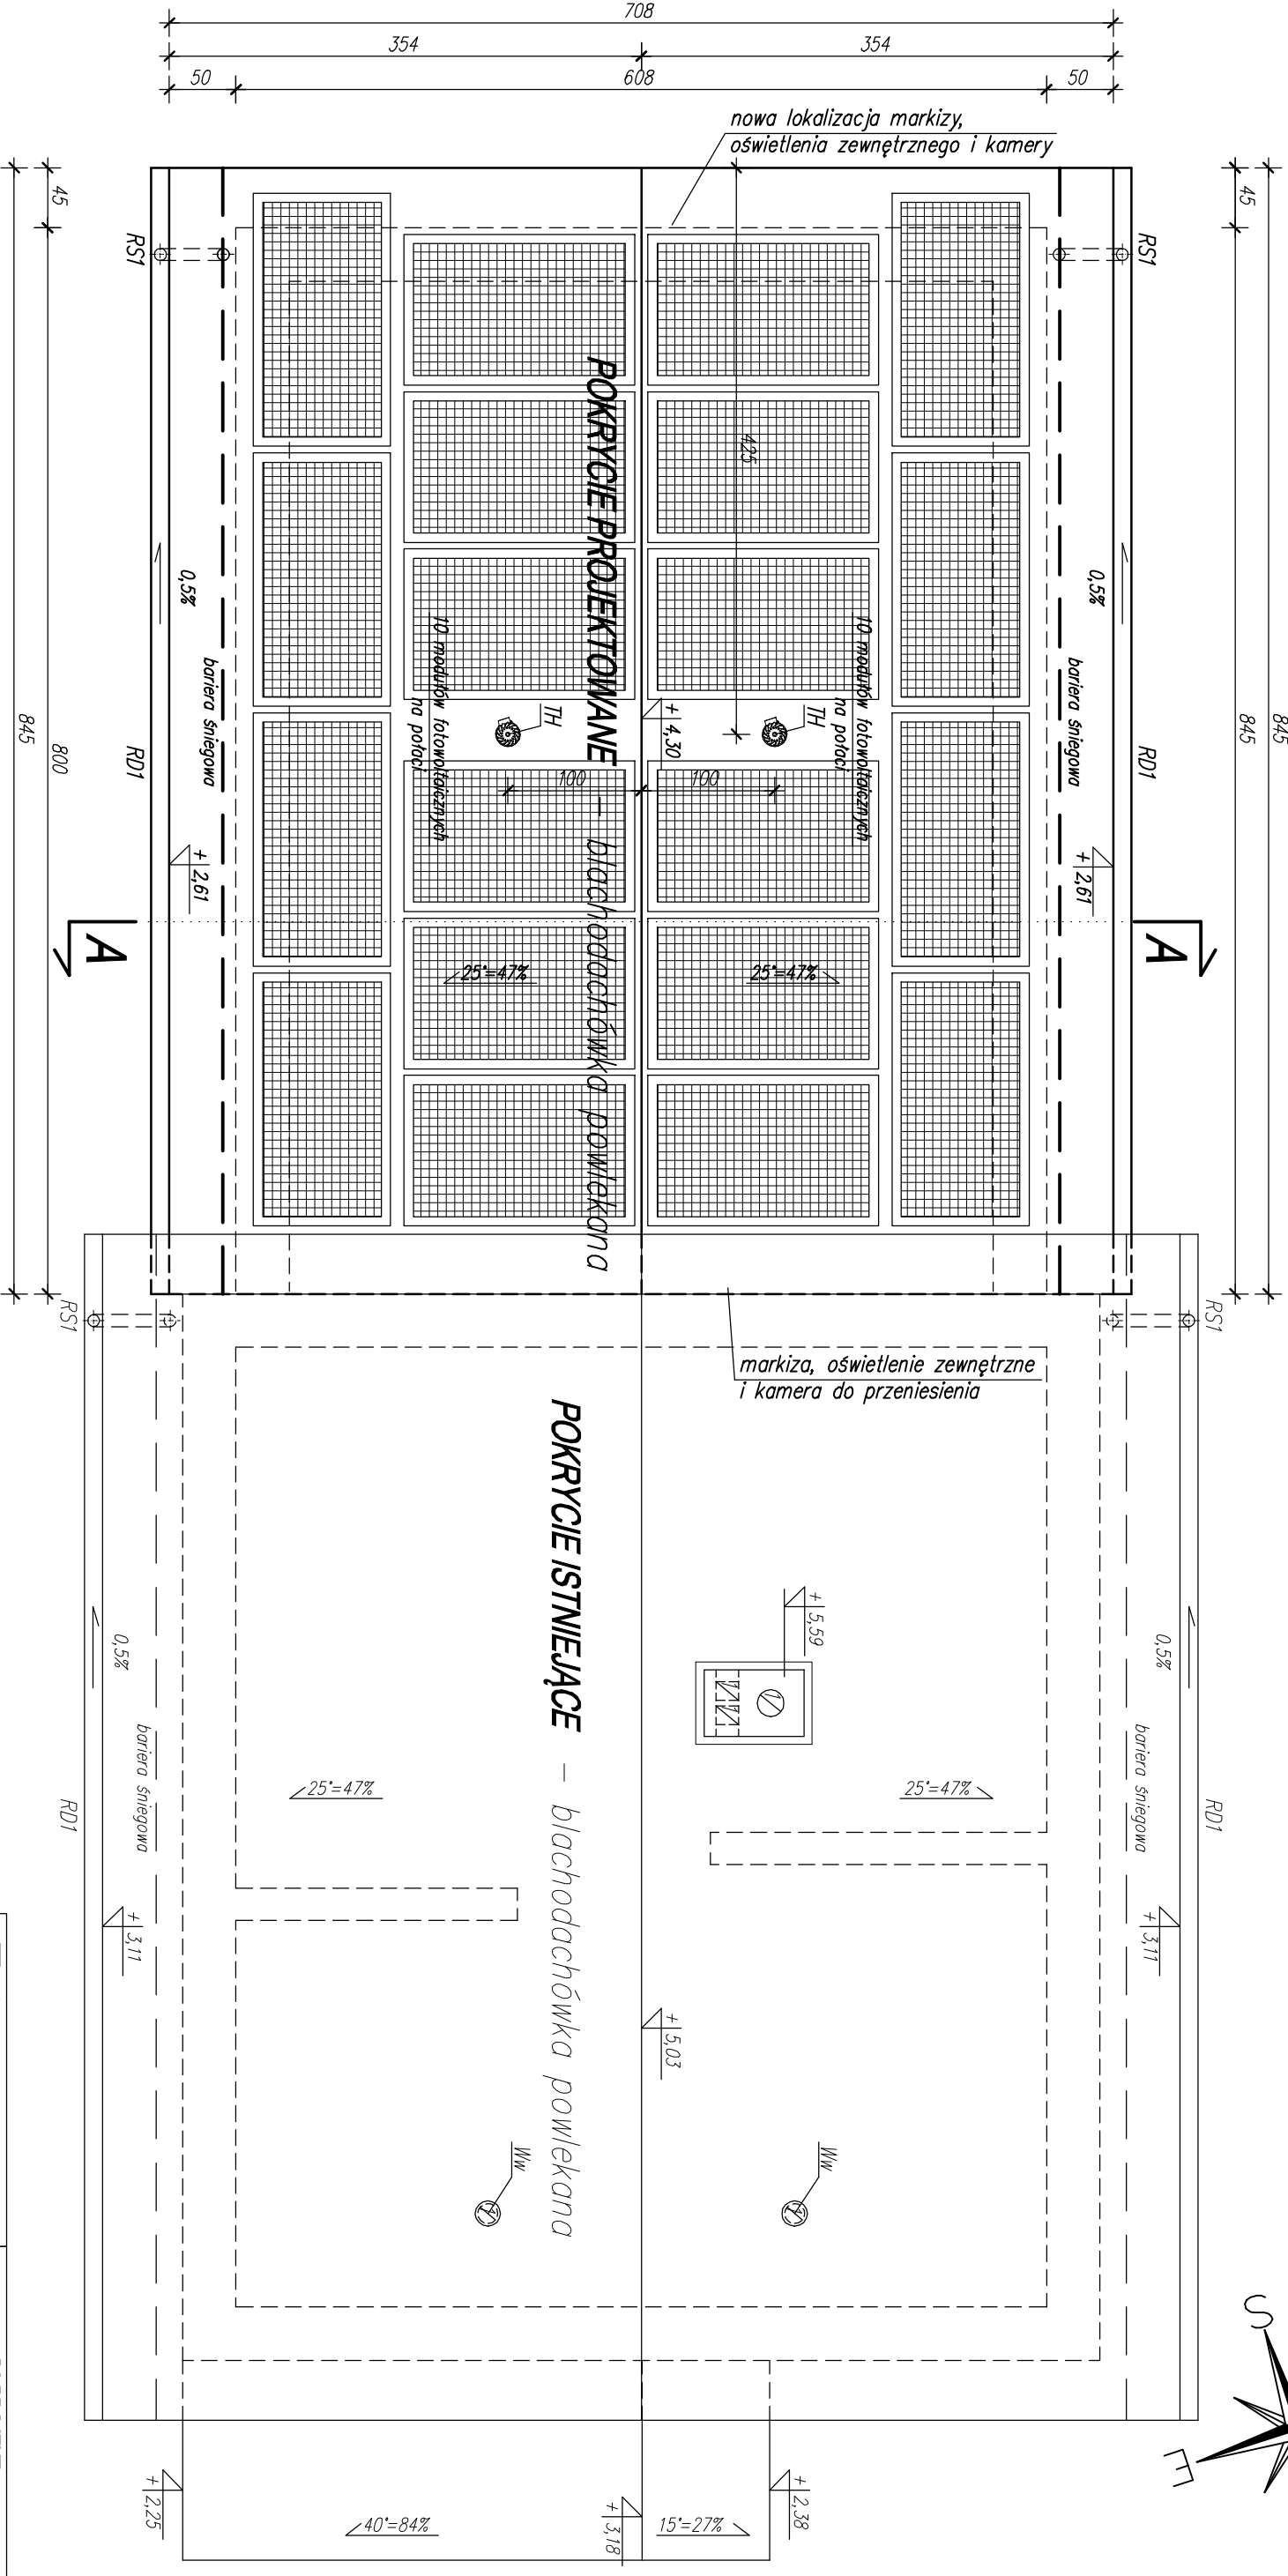 708
354
354
50
608
50
nowa lokalizacja markizy,
oświetlenia zewnętrznego i kamery
45
800
845
45
845
845
RS1
RS1
425
POKRYCIE PROJEKTOWANE – blachodachówka powlekana
10 modułów fotowoltaicznych
na połaci
10 modułów fotowoltaicznych
na połaci
0,5%
0,5%
bariera śniegowa
bariera śniegowa
RD1
RD1
TH
TH
+ 4,30
100
100
+ 2,61
+ 2,61
A
A
25°=47%
25°=47%
RS1
RS1
markiza, oświetlenie zewnętrzne
i kamera do przeniesienia
POKRYCIE ISTNIEJĄCE – blachodachówka powlekana
+ 5,59
0,5%
0,5%
bariera śniegowa
bariera śniegowa
25°=47%
25°=47%
RD1
RD1
+ 3,11
+ 3,11
+ 5,03
Ww
Ww
S
E
+ 2,25
40°=84%
+ 3,18
15°=27%
+ 2,38